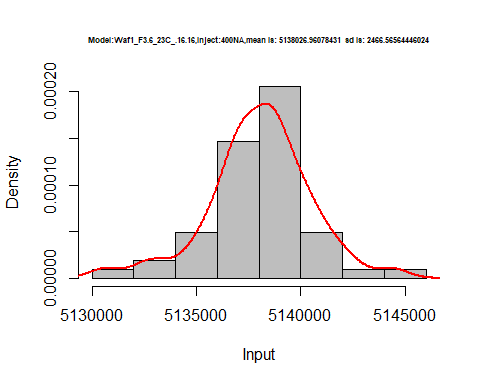 Model:Waf1_F3.6_23C_.16.16,Inject:400NA,mean is: 5138026.96078431 sd is: 2466.56564446024
Density
0.00020
0.00010
0.00000
5130000 5135000 5140000 5145000
Input